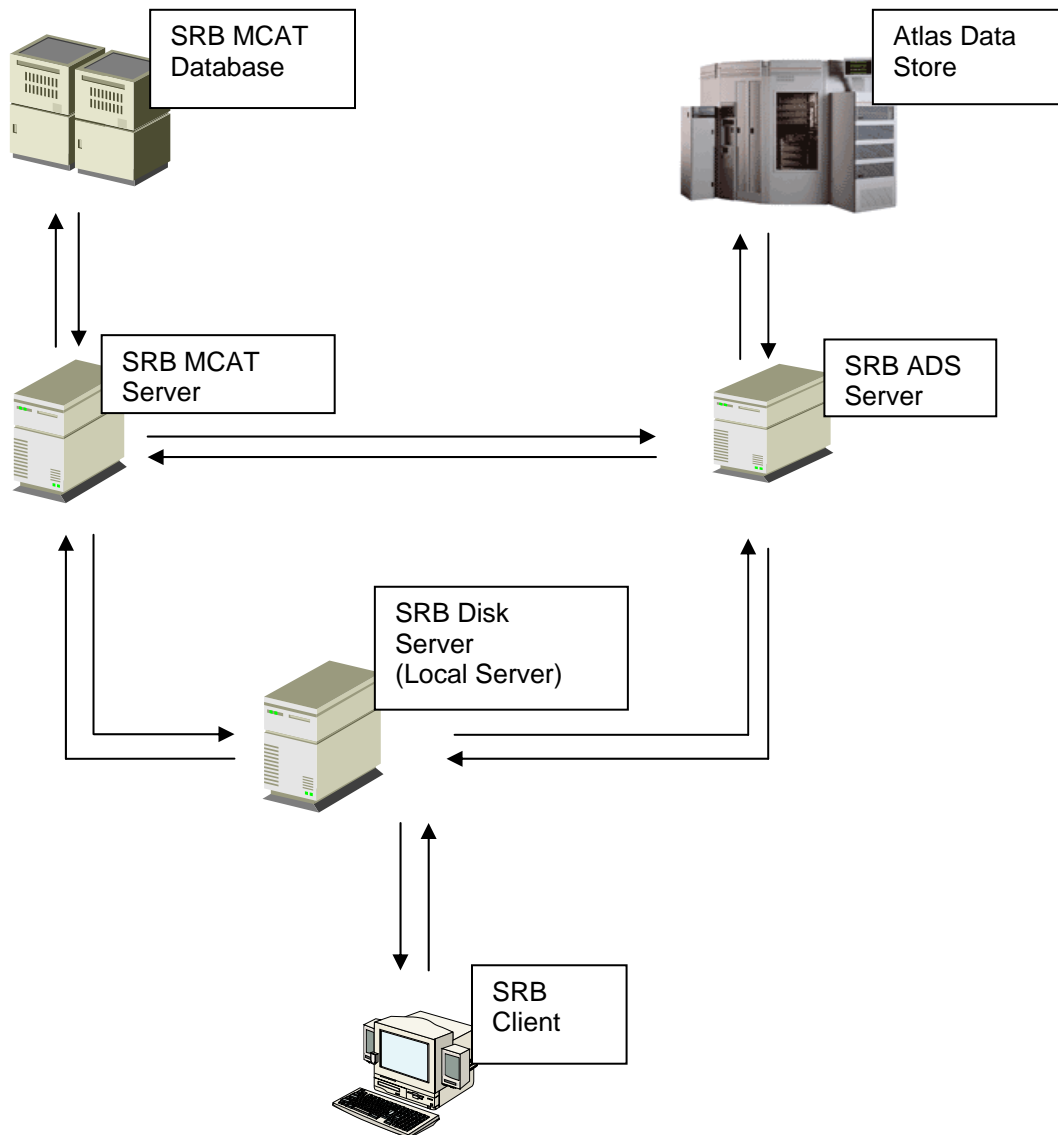 SRB MCAT
Database
Atlas Data
Store
SRB MCAT
Server
SRB ADS
Server
SRB Disk
Server
(Local Server)
SRB
Client